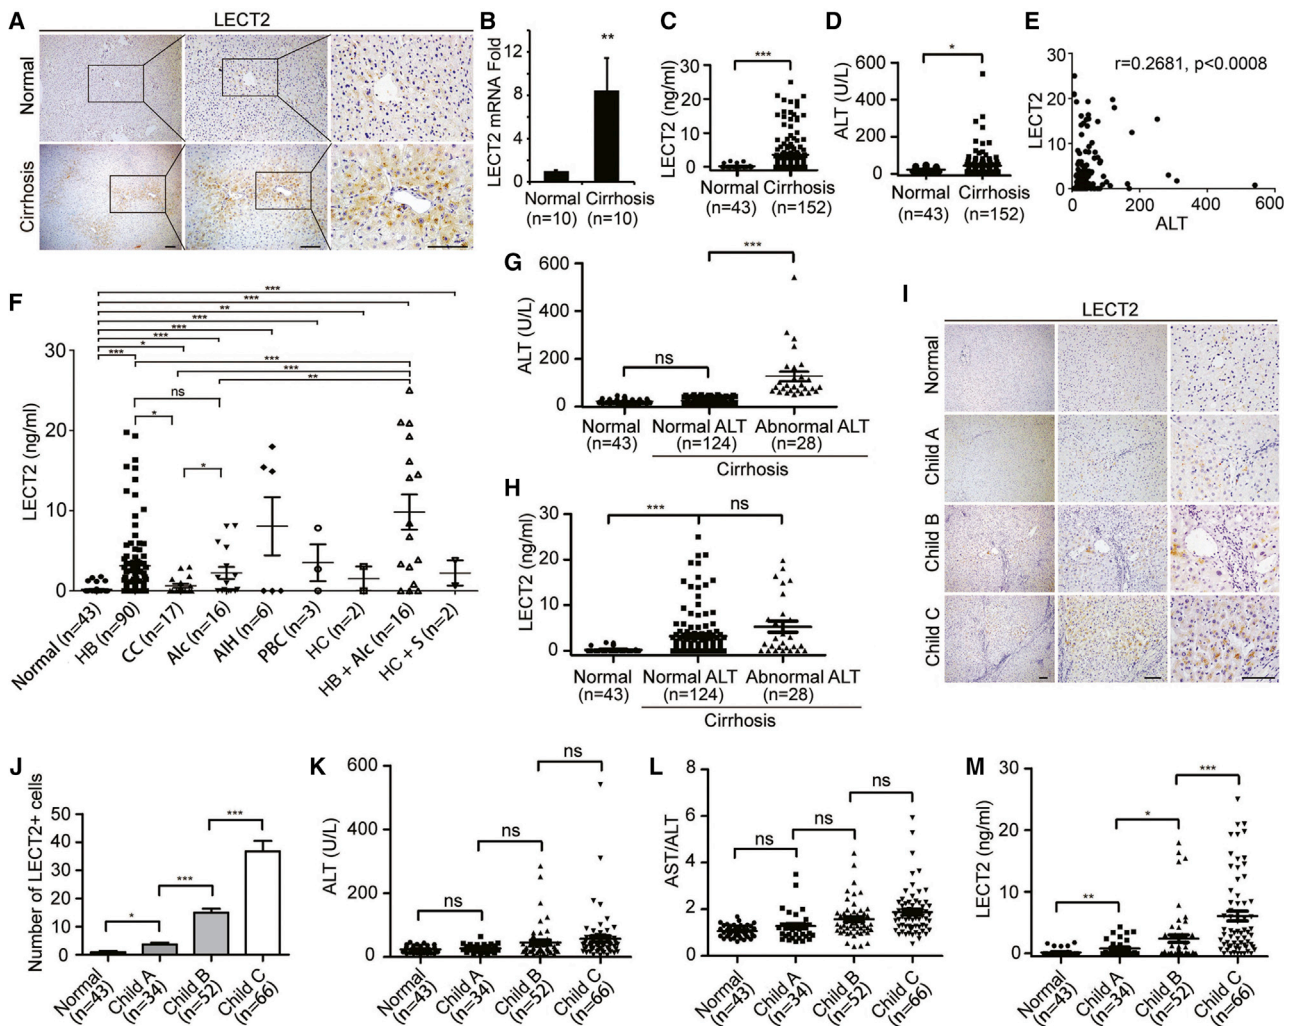 A
LECT2
Normal
Cirrhosis
B
LECT2 mRNA Fold
12
8
4
0
**
Normal
(n=10)
Cirrhosis
(n=10)
C
LECT2 (ng/ml)
30
20
10
0
***
Normal
(n=43)
Cirrhosis
(n=152)
D
ALT (U/L)
600
400
200
0
*
Normal
(n=43)
Cirrhosis
(n=152)
E
r=0.2681, p<0.0008
LECT2
30
20
10
0
0
200
400
600
ALT
F
***
***
**
***
***
***
*
***
***
***
**
ns
*
*
LECT2 (ng/ml)
30
20
10
0
Normal (n=43)
HB (n=90)
CC (n=17)
Alc (n=16)
AIH (n=6)
PBC (n=3)
HC (n=2)
HB + Alc (n=16)
HC + S (n=2)
G
ALT (U/L)
600
400
200
0
ns
***
Normal
(n=43)
Normal ALT
(n=124)
Abnormal ALT
(n=28)
Cirrhosis
H
LECT2 (ng/ml)
30
20
10
0
***
ns
Normal
(n=43)
Normal ALT
(n=124)
Abnormal ALT
(n=28)
Cirrhosis
I
LECT2
Normal
Child A
Child B
Child C
J
Number of LECT2+ cells
50
40
30
20
10
0
*
***
***
Normal
(n=43)
Child A
(n=34)
Child B
(n=52)
Child C
(n=66)
K
ALT (U/L)
600
400
200
0
ns
ns
ns
Normal
(n=43)
Child A
(n=34)
Child B
(n=52)
Child C
(n=66)
L
AST/ALT
8
6
4
2
0
ns
ns
ns
Normal
(n=43)
Child A
(n=34)
Child B
(n=52)
Child C
(n=66)
M
LECT2 (ng/ml)
30
20
10
0
**
*
***
Normal
(n=43)
Child A
(n=34)
Child B
(n=52)
Child C
(n=66)